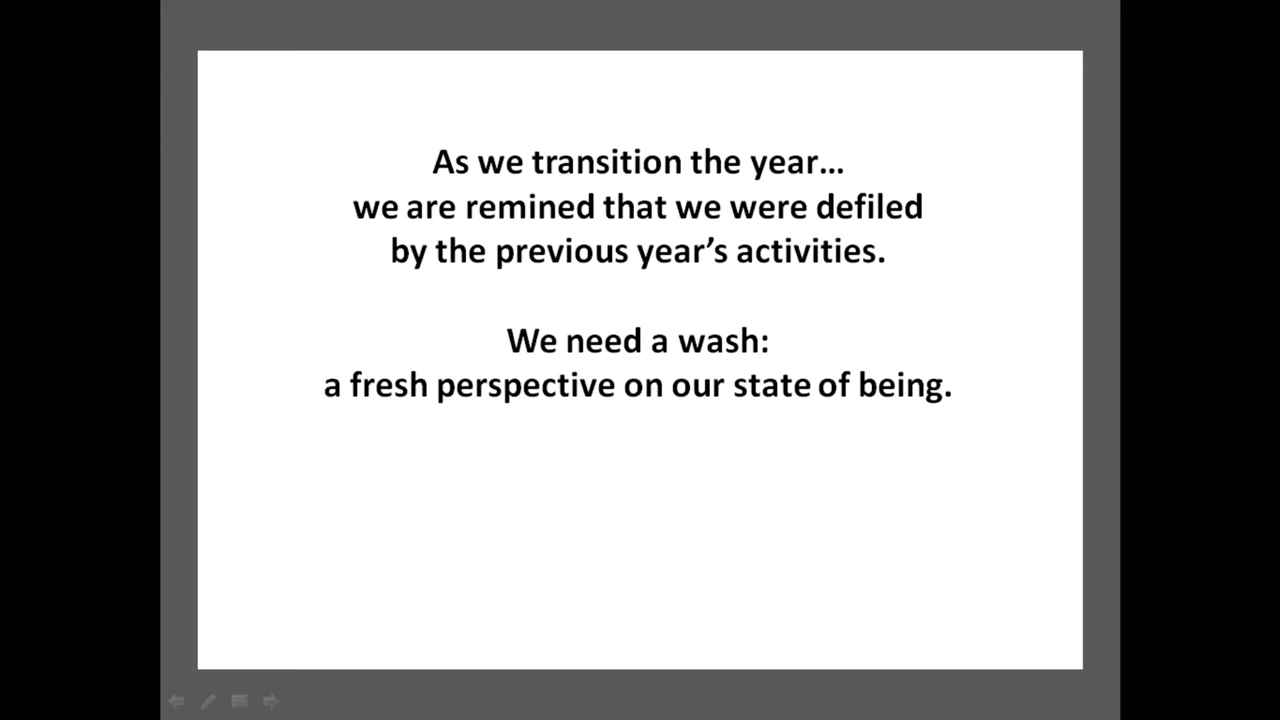 As we transition the year...
we are remined that we were defiled
by the previous year’s activities.
We need a wash:
a fresh perspective on our state of being.